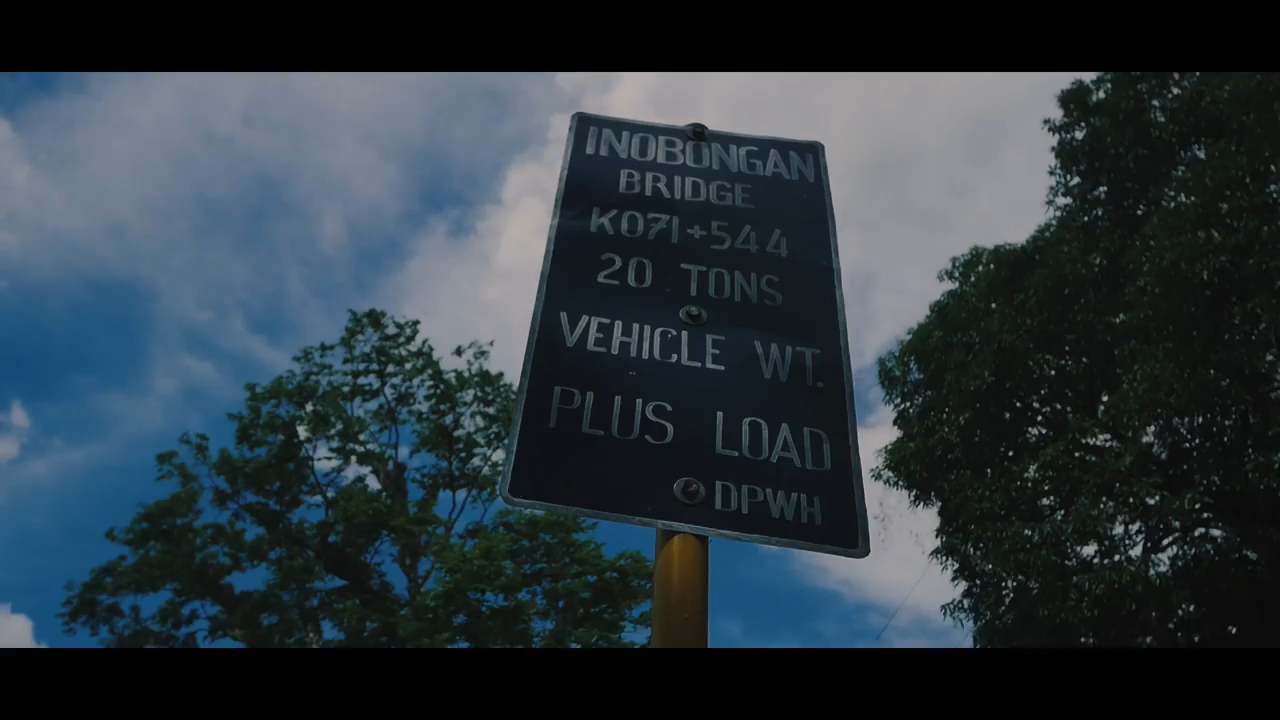 INOBONGAN
BRIDGE
K071+544
20 TONS
VEHICLE WT.
PLUS LOAD
DPWH